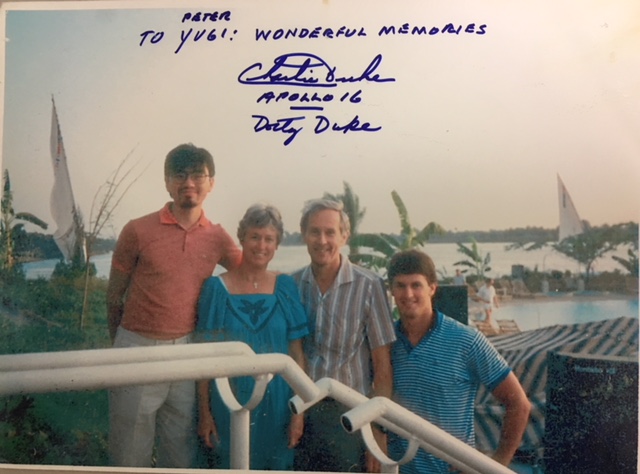 PETER
TO YUGI: WONDERFUL MEMORIES
Charlie Duke
APOLLO 16
Dotty Duke